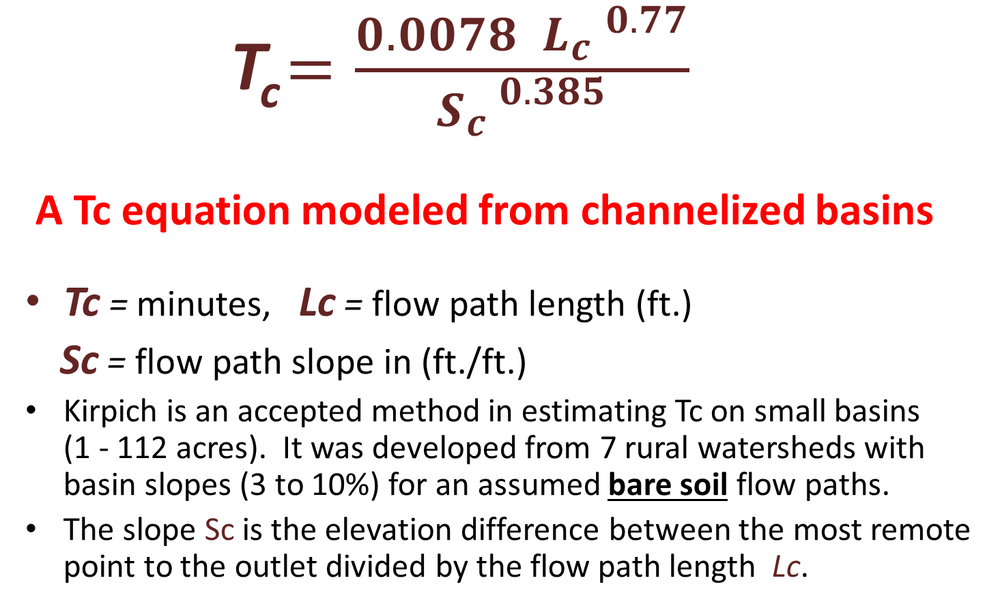 T_c = 0.0078 L_c^0.77 / S_c^0.385
A Tc equation modeled from channelized basins
• Tc = minutes, Lc = flow path length (ft.)
Sc = flow path slope in (ft./ft.)
• Kirpich is an accepted method in estimating Tc on small basins
(1 - 112 acres). It was developed from 7 rural watersheds with
basin slopes (3 to 10%) for an assumed bare soil flow paths.
• The slope Sc is the elevation difference between the most remote
point to the outlet divided by the flow path length Lc.